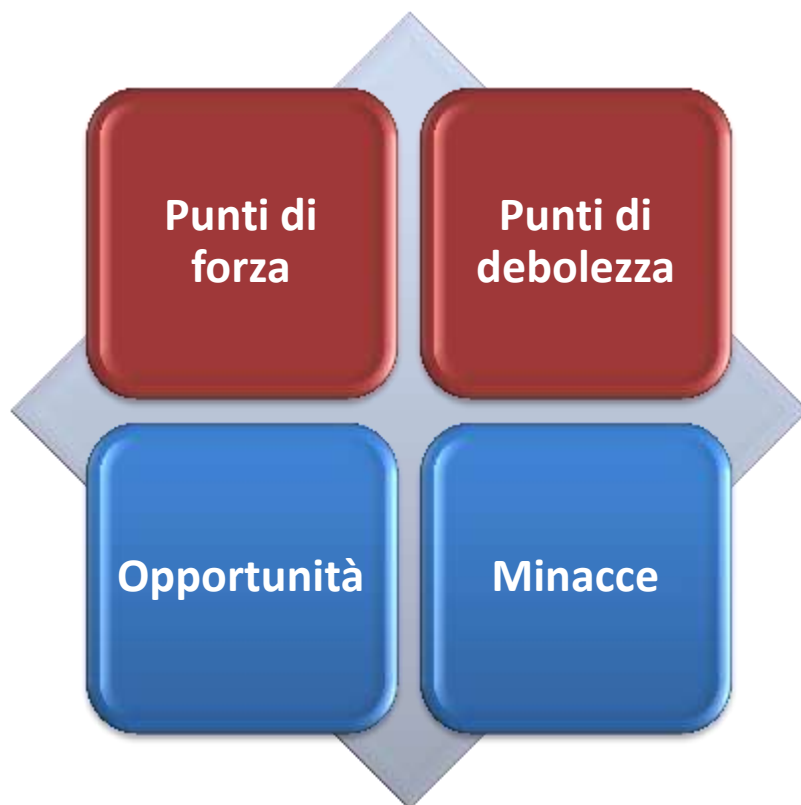 Punti di
forza
Punti di
debolezza
Opportunità
Minacce